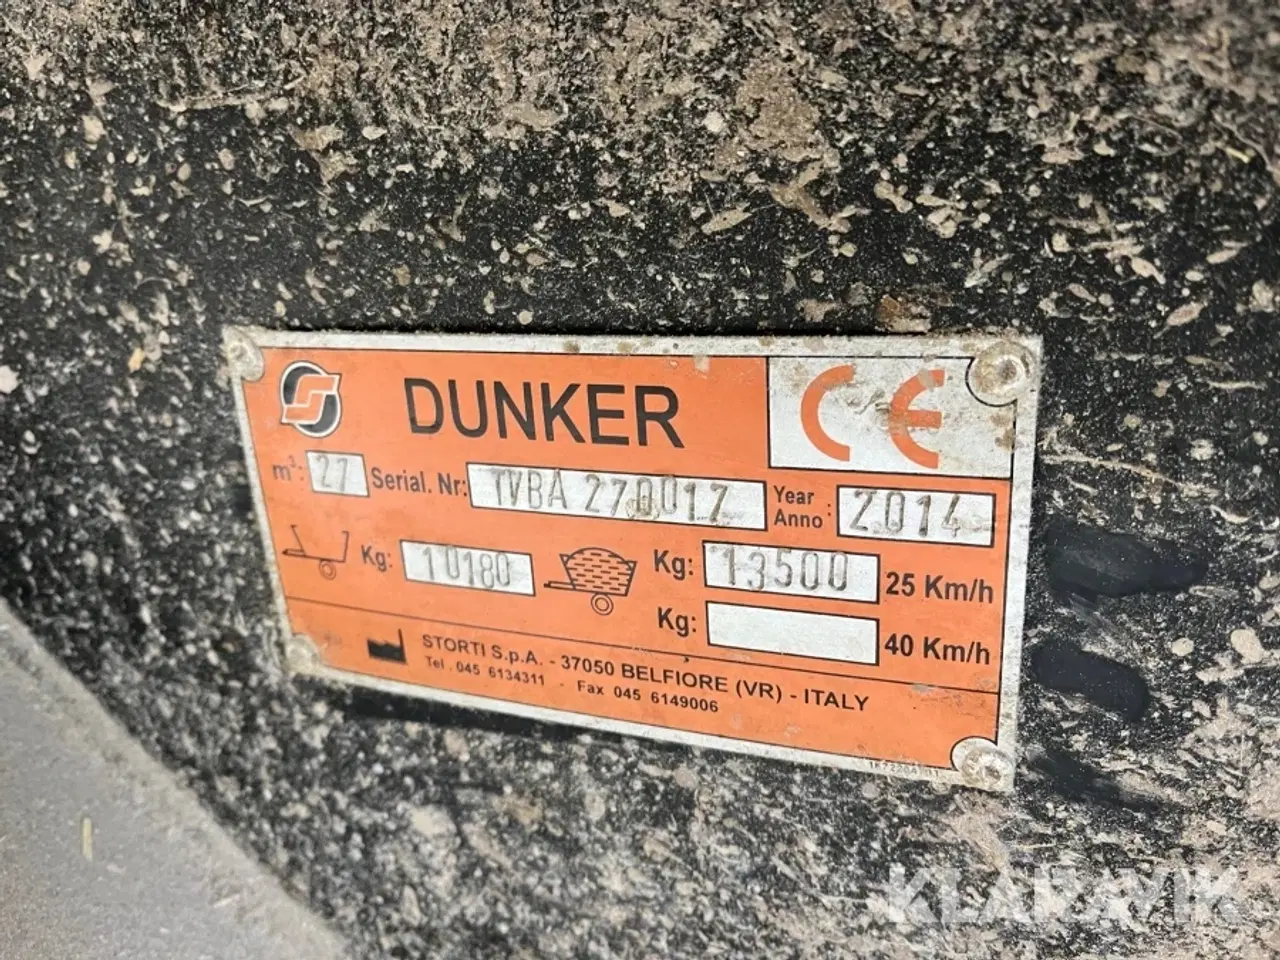 DUNKER CE
m³: 27 Serial. Nr: TVBA 270017 Year Anno : 2014
Kg: 10180 Kg: 13500 25 Km/h
Kg: 40 Km/h
STORTI S.p.A. - 37050 BELFIORE (VR) - ITALY
Tel . 045 6134311 - Fax 045 6149006
KLARAVIK